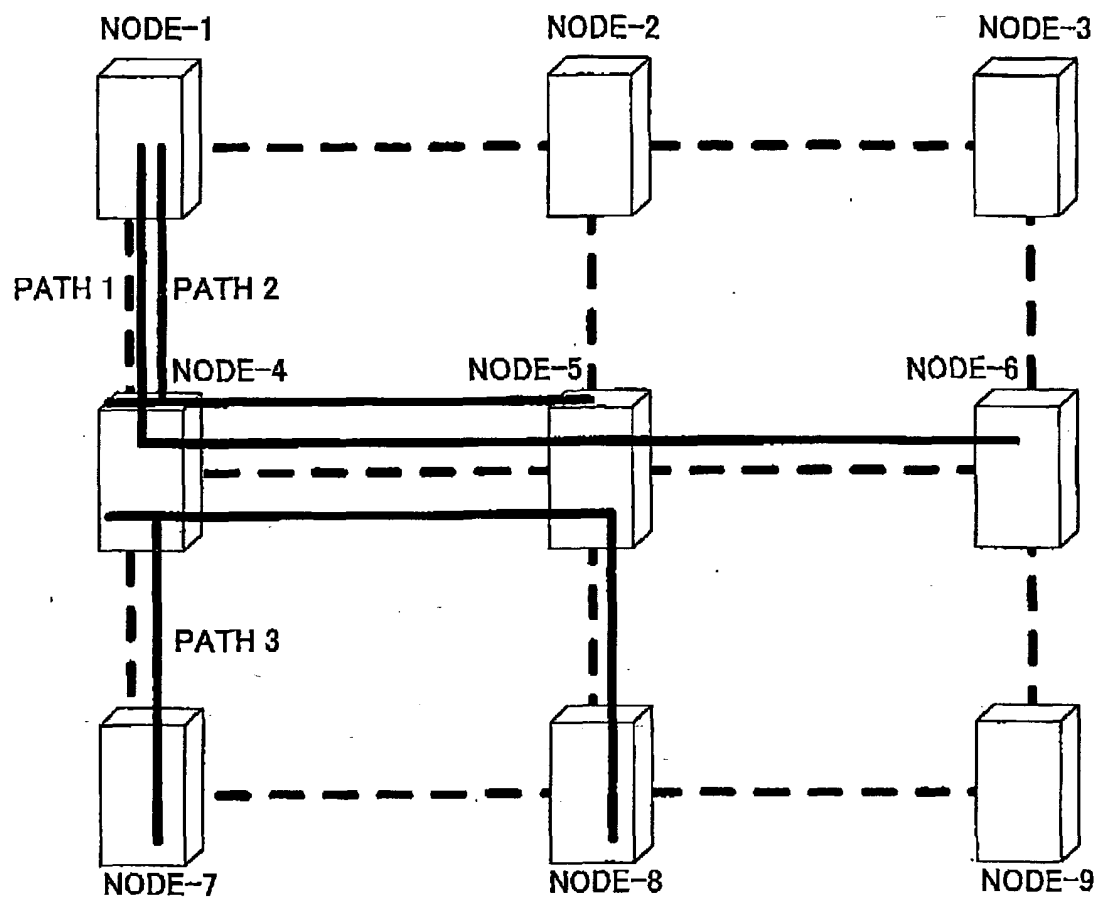 NODE-1
NODE-2
NODE-3
PATH 1
PATH 2
NODE-4
NODE-5
NODE-6
PATH 3
NODE-7
NODE-8
NODE-9